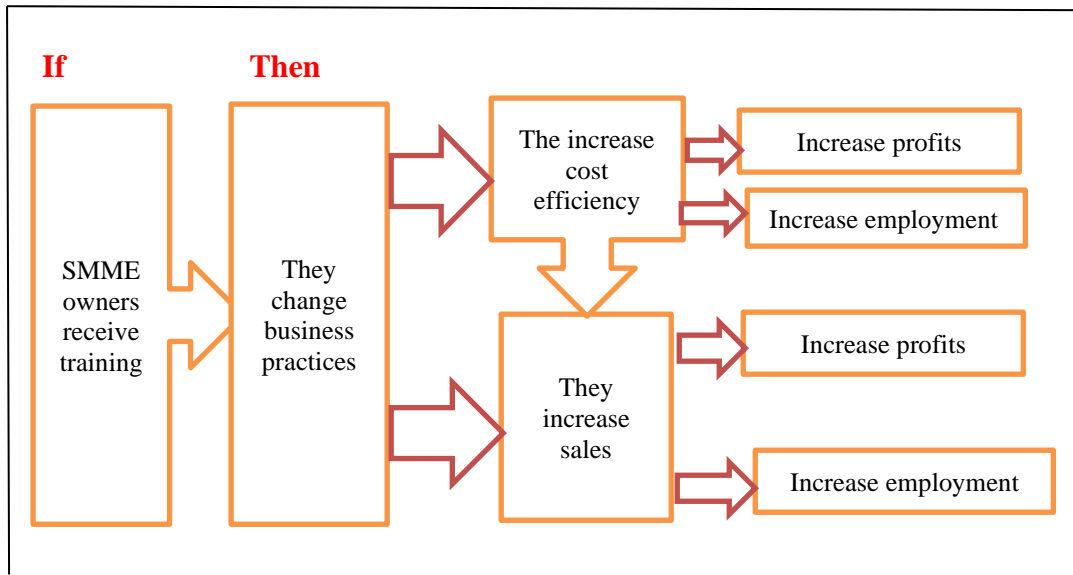 If
Then
SMME
owners
receive
training
They
change
business
practices
The increase
cost
efficiency
They
increase
sales
Increase profits
Increase employment
Increase profits
Increase employment